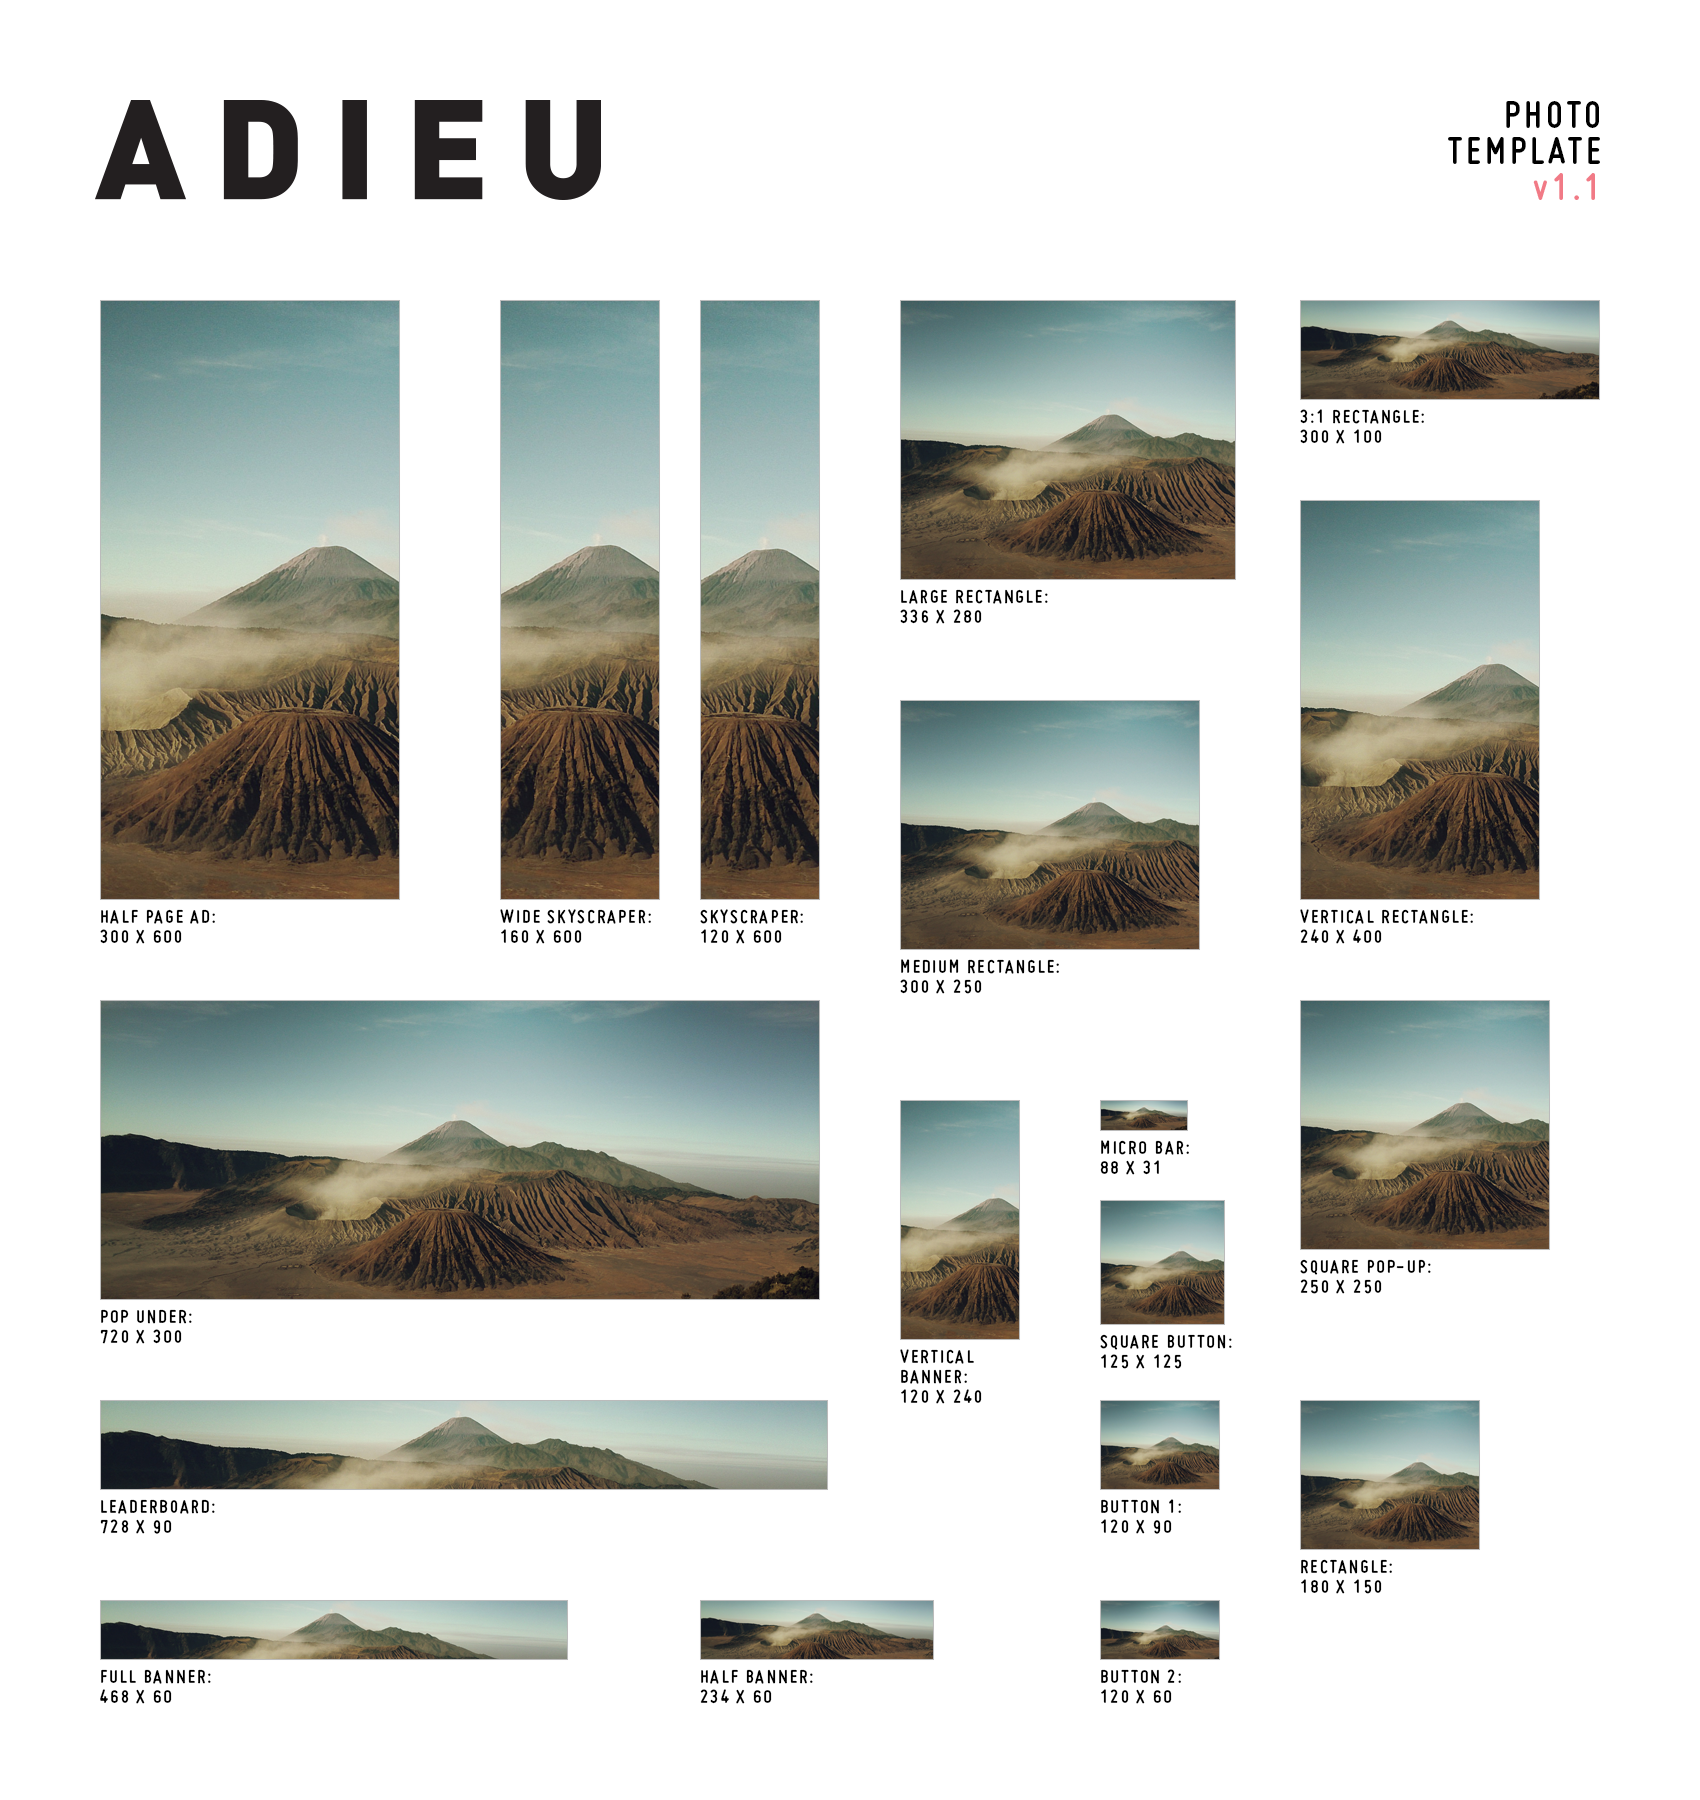 ADIEU
PHOTO
TEMPLATE
v1.1
HALF PAGE AD:
300 X 600
WIDE SKYSCRAPER:
160 X 600
SKYSCRAPER:
120 X 600
LARGE RECTANGLE:
336 X 280
3:1 RECTANGLE:
300 X 100
MEDIUM RECTANGLE:
300 X 250
VERTICAL RECTANGLE:
240 X 400
POP UNDER:
720 X 300
VERTICAL
BANNER:
120 X 240
MICRO BAR:
88 X 31
SQUARE BUTTON:
125 X 125
SQUARE POP-UP:
250 X 250
LEADERBOARD:
728 X 90
BUTTON 1:
120 X 90
RECTANGLE:
180 X 150
FULL BANNER:
468 X 60
HALF BANNER:
234 X 60
BUTTON 2:
120 X 60